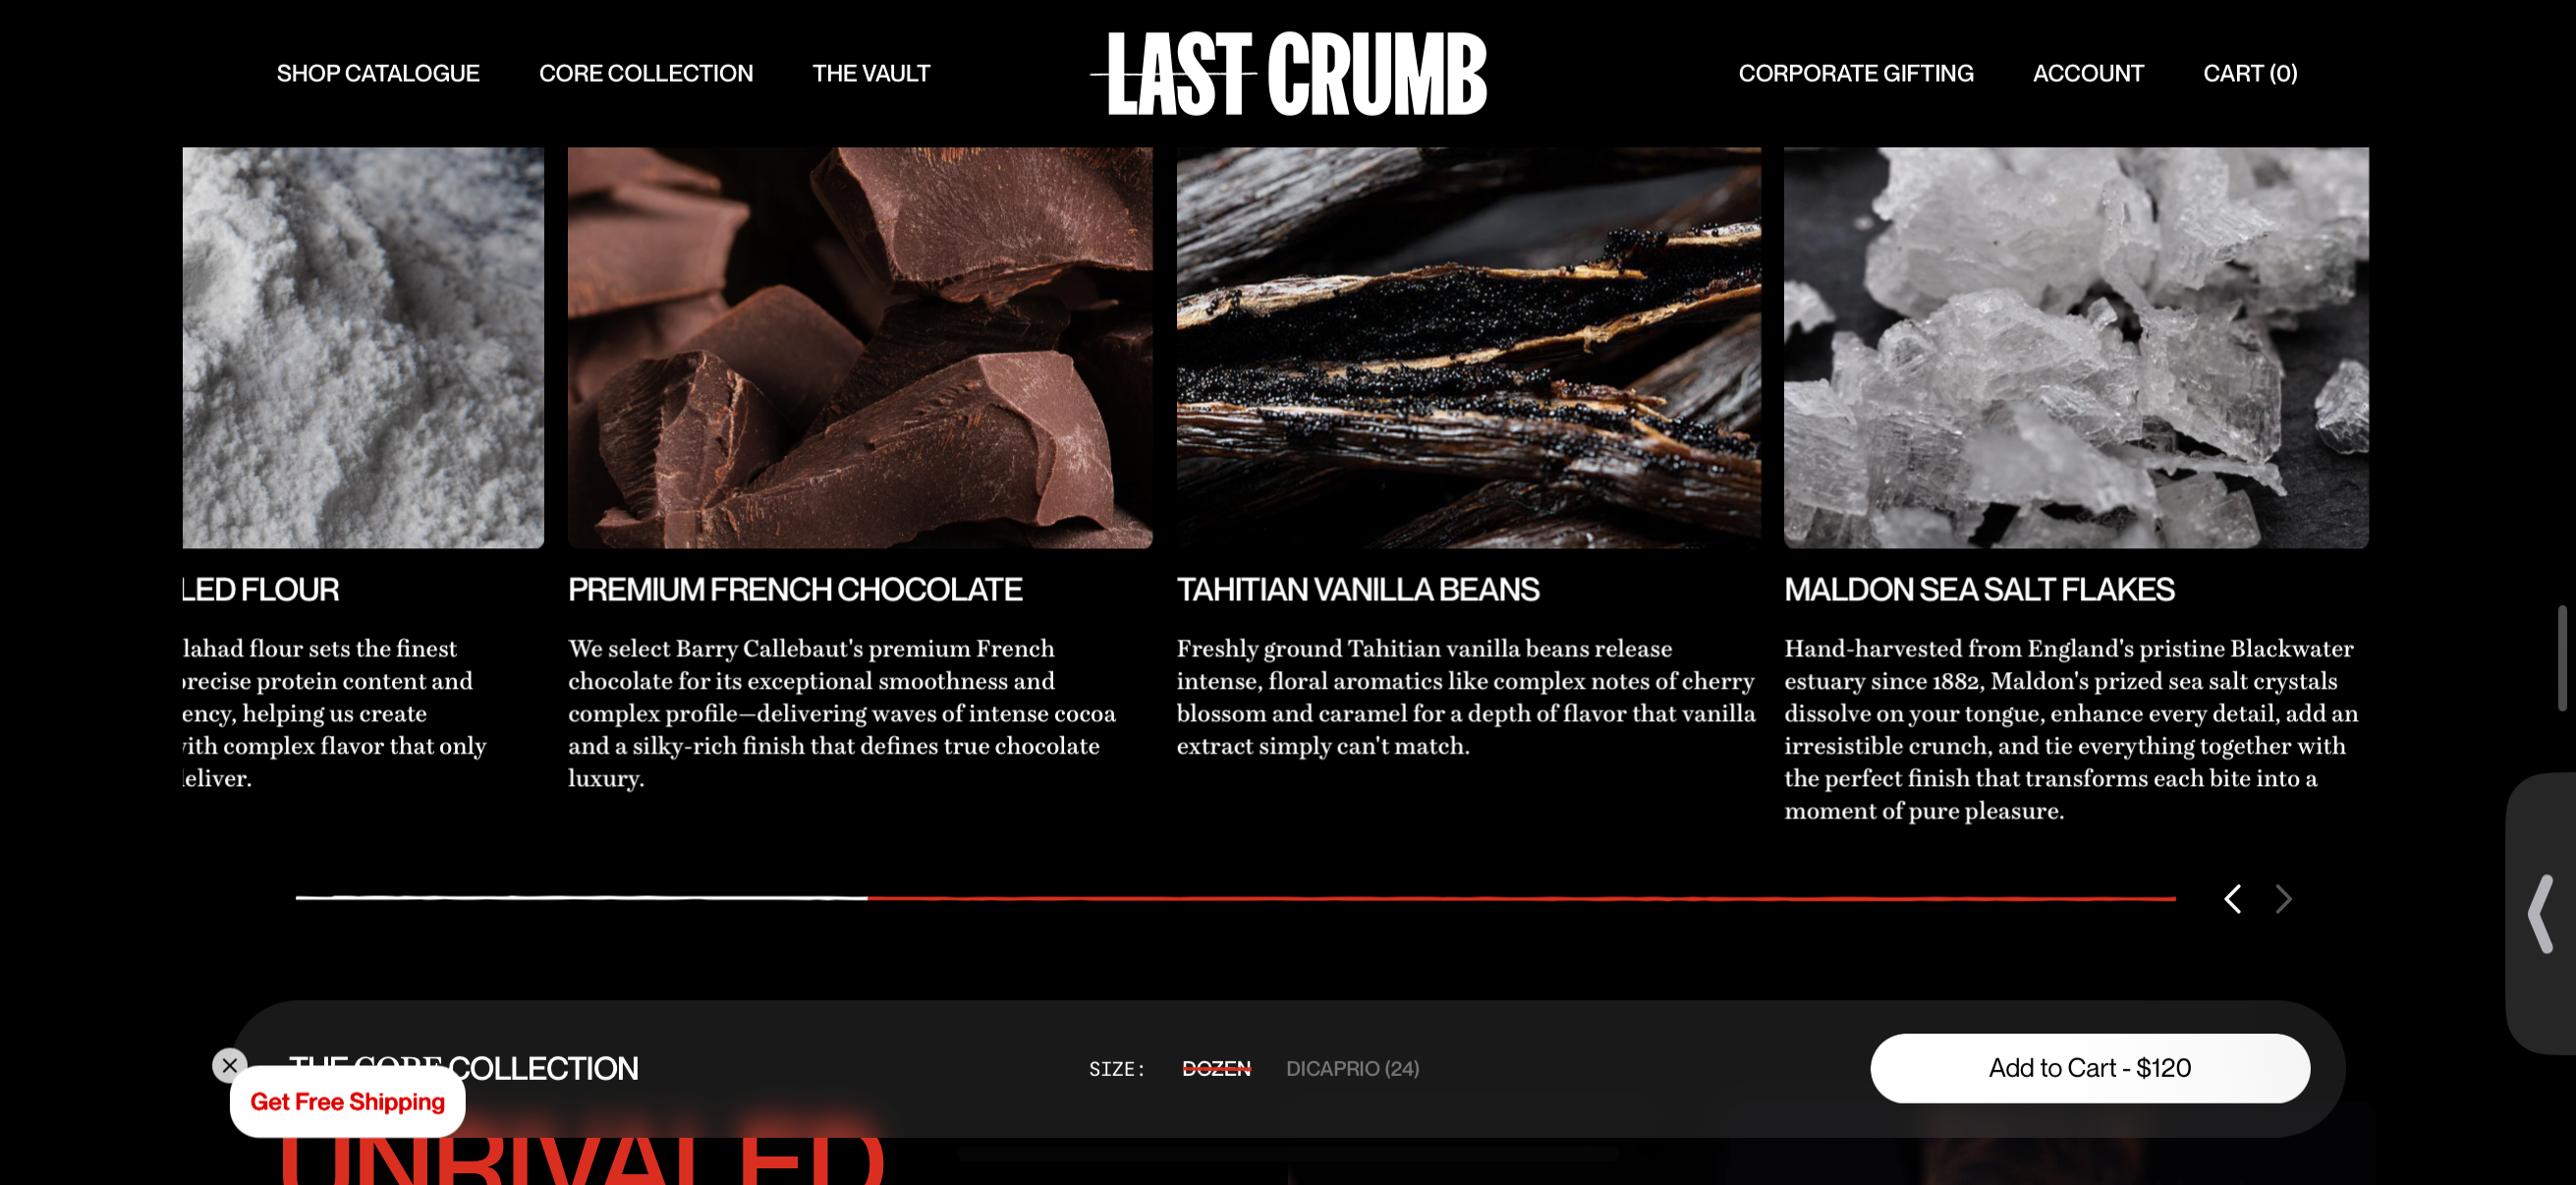 SHOP CATALOGUE CORE COLLECTION THE VAULT LAST CRUMB CORPORATE GIFTING ACCOUNT CART (0)
LED FLOUR
lahad flour sets the finest
precise protein content and
ency, helping us create
with complex flavor that only
deliver.
PREMIUM FRENCH CHOCOLATE
We select Barry Callebaut's premium French
chocolate for its exceptional smoothness and
complex profile—delivering waves of intense cocoa
and a silky-rich finish that defines true chocolate
luxury.
TAHITIAN VANILLA BEANS
Freshly ground Tahitian vanilla beans release
intense, floral aromatics like complex notes of cherry
blossom and caramel for a depth of flavor that vanilla
extract simply can't match.
MALDON SEA SALT FLAKES
Hand-harvested from England's pristine Blackwater
estuary since 1882, Maldon's prized sea salt crystals
dissolve on your tongue, enhance every detail, add an
irresistible crunch, and tie everything together with
the perfect finish that transforms each bite into a
moment of pure pleasure.
THE CORE COLLECTION
SIZE: DOZEN DICAPRIO (24)
Add to Cart - $120
Get Free Shipping
UNRIVALED